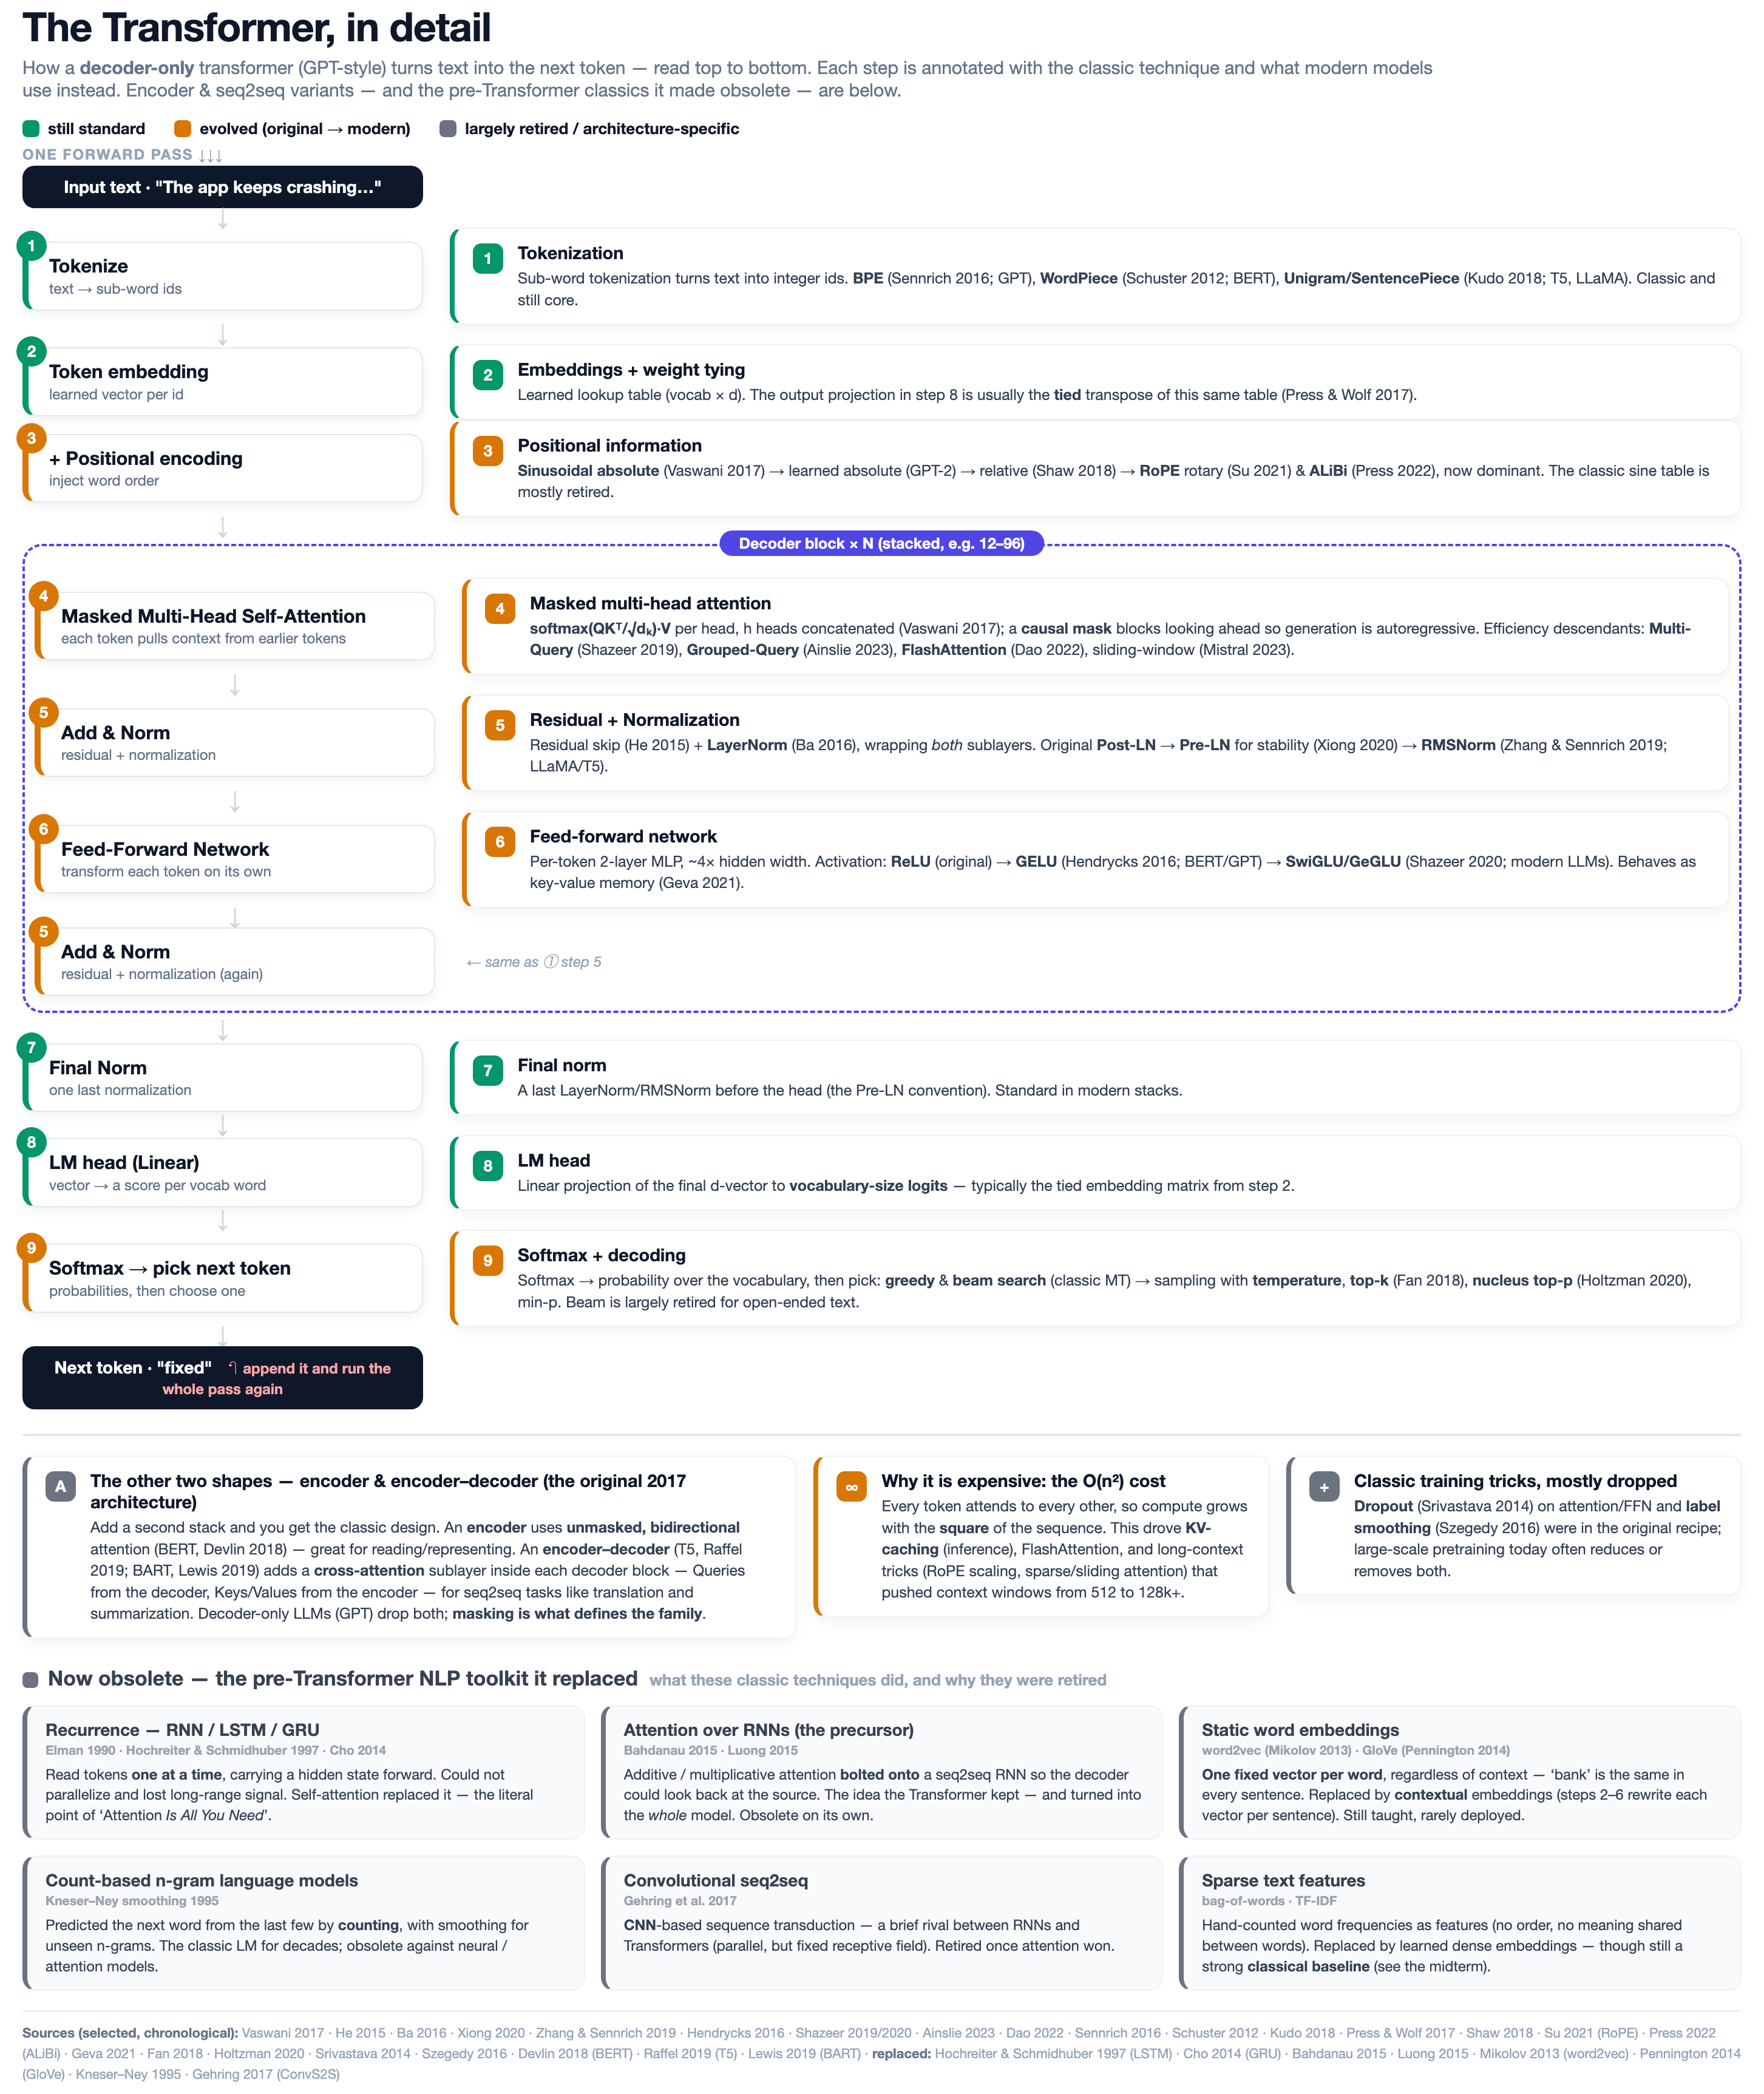 The Transformer, in detail
How a decoder-only transformer (GPT-style) turns text into the next token — read top to bottom. Each step is annotated with the classic technique and what modern models
use instead. Encoder & seq2seq variants — and the pre-Transformer classics it made obsolete — are below.
still standard
evolved (original → modern)
largely retired / architecture-specific
ONE FORWARD PASS ↓↓↓
Input text · "The app keeps crashing…"
↓
1
Tokenize
text → sub-word ids
1
Tokenization
Sub-word tokenization turns text into integer ids. BPE (Sennrich 2016; GPT), WordPiece (Schuster 2012; BERT), Unigram/SentencePiece (Kudo 2018; T5, LLaMA). Classic and
still core.
↓
2
Token embedding
learned vector per id
2
Embeddings + weight tying
Learned lookup table (vocab × d). The output projection in step 8 is usually the tied transpose of this same table (Press & Wolf 2017).
3
+ Positional encoding
inject word order
3
Positional information
Sinusoidal absolute (Vaswani 2017) → learned absolute (GPT-2) → relative (Shaw 2018) → RoPE rotary (Su 2021) & ALiBi (Press 2022), now dominant. The classic sine table is
mostly retired.
↓
Decoder block × N (stacked, e.g. 12–96)
4
Masked Multi-Head Self-Attention
each token pulls context from earlier tokens
4
Masked multi-head attention
softmax(QKᵀ/√dₖ)·V per head, h heads concatenated (Vaswani 2017); a causal mask blocks looking ahead so generation is autoregressive. Efficiency descendants: Multi-
Query (Shazeer 2019), Grouped-Query (Ainslie 2023), FlashAttention (Dao 2022), sliding-window (Mistral 2023).
↓
5
Add & Norm
residual + normalization
5
Residual + Normalization
Residual skip (He 2015) + LayerNorm (Ba 2016), wrapping both sublayers. Original Post-LN → Pre-LN for stability (Xiong 2020) → RMSNorm (Zhang & Sennrich 2019;
LLaMA/T5).
↓
6
Feed-Forward Network
transform each token on its own
6
Feed-forward network
Per-token 2-layer MLP, ~4× hidden width. Activation: ReLU (original) → GELU (Hendrycks 2016; BERT/GPT) → SwiGLU/GeGLU (Shazeer 2020; modern LLMs). Behaves as
key-value memory (Geva 2021).
↓
5
Add & Norm
residual + normalization (again)
← same as ⓘ step 5
↓
7
Final Norm
one last normalization
7
Final norm
A last LayerNorm/RMSNorm before the head (the Pre-LN convention). Standard in modern stacks.
↓
8
LM head (Linear)
vector → a score per vocab word
8
LM head
Linear projection of the final d-vector to vocabulary-size logits — typically the tied embedding matrix from step 2.
↓
9
Softmax → pick next token
probabilities, then choose one
9
Softmax + decoding
Softmax → probability over the vocabulary, then pick: greedy & beam search (classic MT) → sampling with temperature, top-k (Fan 2018), nucleus top-p (Holtzman 2020),
min-p. Beam is largely retired for open-ended text.
↓
Next token · "fixed" ↰ append it and run the
whole pass again
A
The other two shapes — encoder & encoder–decoder (the original 2017
architecture)
Add a second stack and you get the classic design. An encoder uses unmasked, bidirectional
attention (BERT, Devlin 2018) — great for reading/representing. An encoder–decoder (T5, Raffel
2019; BART, Lewis 2019) adds a cross-attention sublayer inside each decoder block — Queries
from the decoder, Keys/Values from the encoder — for seq2seq tasks like translation and
summarization. Decoder-only LLMs (GPT) drop both; masking is what defines the family.
∞
Why it is expensive: the O(n²) cost
Every token attends to every other, so compute grows
with the square of the sequence. This drove KV-
caching (inference), FlashAttention, and long-context
tricks (RoPE scaling, sparse/sliding attention) that
pushed context windows from 512 to 128k+.
+
Classic training tricks, mostly dropped
Dropout (Srivastava 2014) on attention/FFN and label
smoothing (Szegedy 2016) were in the original recipe;
large-scale pretraining today often reduces or
removes both.
Now obsolete — the pre-Transformer NLP toolkit it replaced what these classic techniques did, and why they were retired
Recurrence — RNN / LSTM / GRU
Elman 1990 · Hochreiter & Schmidhuber 1997 · Cho 2014
Read tokens one at a time, carrying a hidden state forward. Could not
parallelize and lost long-range signal. Self-attention replaced it — the literal
point of ‘Attention Is All You Need’.
Attention over RNNs (the precursor)
Bahdanau 2015 · Luong 2015
Additive / multiplicative attention bolted onto a seq2seq RNN so the decoder
could look back at the source. The idea the Transformer kept — and turned into
the whole model. Obsolete on its own.
Static word embeddings
word2vec (Mikolov 2013) · GloVe (Pennington 2014)
One fixed vector per word, regardless of context — ‘bank’ is the same in
every sentence. Replaced by contextual embeddings (steps 2–6 rewrite each
vector per sentence). Still taught, rarely deployed.
Count-based n-gram language models
Kneser–Ney smoothing 1995
Predicted the next word from the last few by counting, with smoothing for
unseen n-grams. The classic LM for decades; obsolete against neural /
attention models.
Convolutional seq2seq
Gehring et al. 2017
CNN-based sequence transduction — a brief rival between RNNs and
Transformers (parallel, but fixed receptive field). Retired once attention won.
Sparse text features
bag-of-words · TF-IDF
Hand-counted word frequencies as features (no order, no meaning shared
between words). Replaced by learned dense embeddings — though still a
strong classical baseline (see the midterm).
Sources (selected, chronological): Vaswani 2017 · He 2015 · Ba 2016 · Xiong 2020 · Zhang & Sennrich 2019 · Hendrycks 2016 · Shazeer 2019/2020 · Ainslie 2023 · Dao 2022 · Sennrich 2016 · Schuster 2012 · Kudo 2018 · Press & Wolf 2017 · Shaw 2018 · Su 2021 (RoPE) · Press 2022
(ALiBi) · Geva 2021 · Fan 2018 · Holtzman 2020 · Srivastava 2014 · Szegedy 2016 · Devlin 2018 (BERT) · Raffel 2019 (T5) · Lewis 2019 (BART) · replaced: Hochreiter & Schmidhuber 1997 (LSTM) · Cho 2014 (GRU) · Bahdanau 2015 · Luong 2015 · Mikolov 2013 (word2vec) · Pennington 2014
(GloVe) · Kneser–Ney 1995 · Gehring 2017 (ConvS2S)